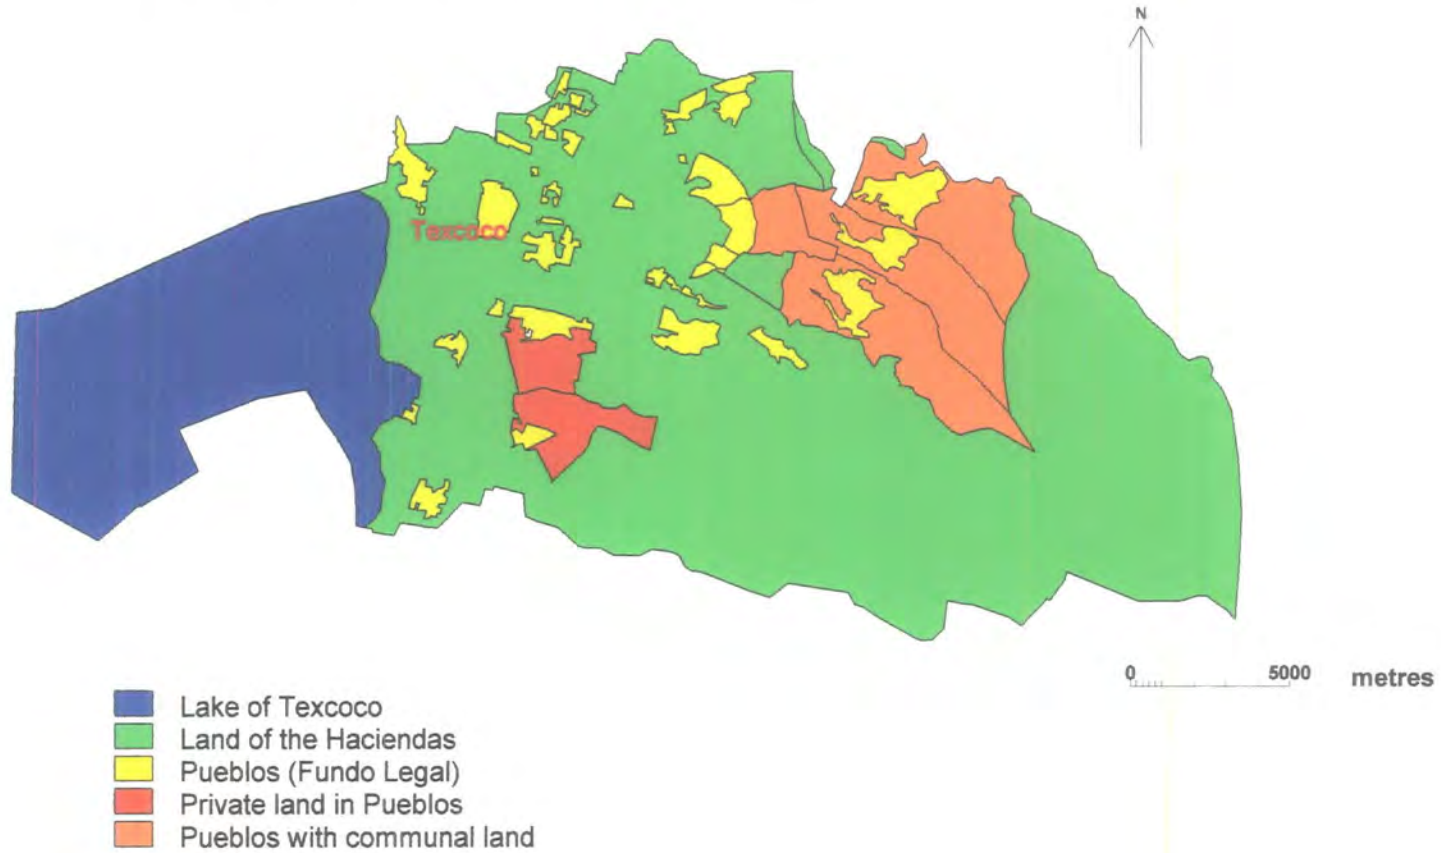 N
Texcoco
0 5000 metres
Lake of Texcoco
Land of the Haciendas
Pueblos (Fundo Legal)
Private land in Pueblos
Pueblos with communal land